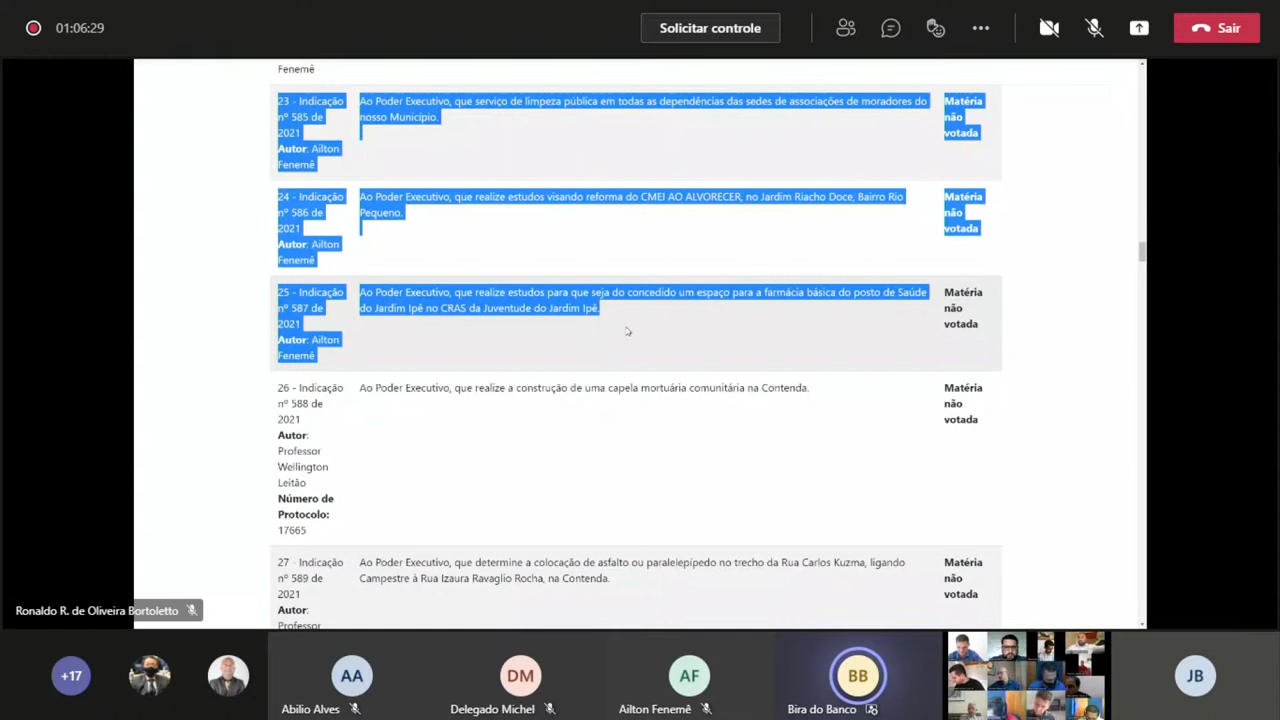 01:06:29
Solicitar controle
Sair
Fenemê
23 - Indicação
nº 585 de
2021
Autor: Ailton
Fenemê
Ao Poder Executivo, que serviço de limpeza pública em todas as dependências das sedes de associações de moradores do
nosso Município.
Matéria
não
votada
24 - Indicação
nº 586 de
2021
Autor: Ailton
Fenemê
Ao Poder Executivo, que realize estudos visando reforma do CMEI AO ALVORECER, no Jardim Riacho Doce, Bairro Rio
Pequeno.
Matéria
não
votada
25 - Indicação
nº 587 de
2021
Autor: Ailton
Fenemê
Ao Poder Executivo, que realize estudos para que seja do concedido um espaço para a farmácia básica do posto de Saúde
do Jardim Ipê no CRAS da Juventude do Jardim Ipê.
Matéria
não
votada
26 - Indicação
nº 588 de
2021
Autor:
Professor
Wellington
Leitão
Número de
Protocolo:
17665
Ao Poder Executivo, que realize a construção de uma capela mortuária comunitária na Contenda.
Matéria
não
votada
27 - Indicação
nº 589 de
2021
Autor:
Professor
Ao Poder Executivo, que determine a colocação de asfalto ou paralelepípedo no trecho da Rua Carlos Kuzma, ligando
Campestre à Rua Izaura Ravaglio Rocha, na Contenda.
Matéria
não
votada
Ronaldo R. de Oliveira Bortoletto
+17
AA
Abilio Alves
DM
Delegado Michel
AF
Ailton Fenemê
BB
Bira do Banco
JB